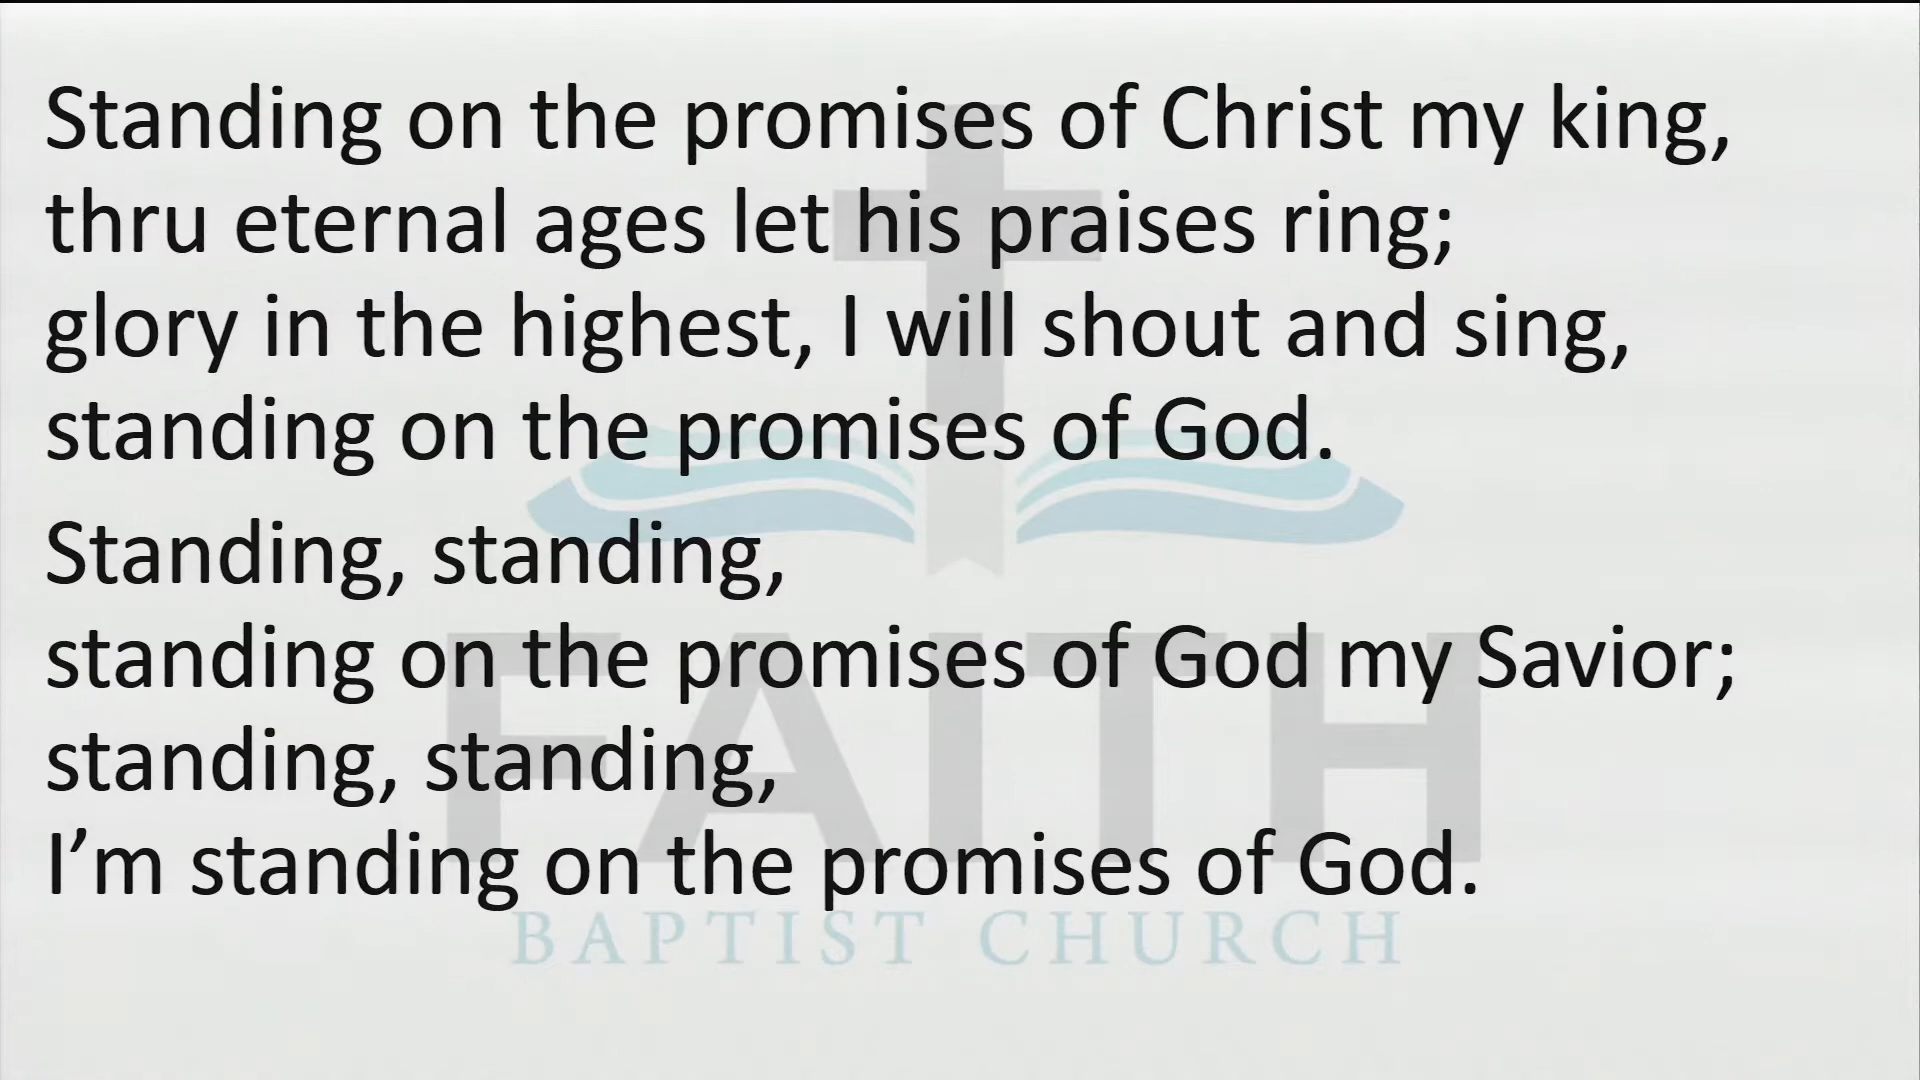 Standing on the promises of Christ my king,
thru eternal ages let his praises ring;
glory in the highest, I will shout and sing,
standing on the promises of God.
Standing, standing,
standing on the promises of God my Savior;
standing, standing,
I’m standing on the promises of God.
FAITH
BAPTIST CHURCH